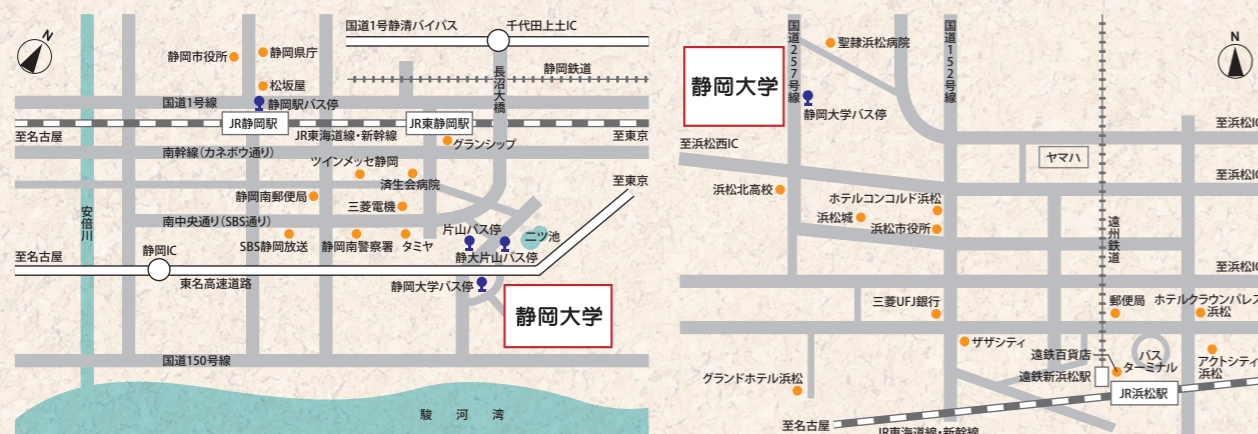 N
国道1号静清バイパス
千代田上土IC
静岡市役所
静岡県庁
松坂屋
静岡鉄道
長沼大橋
国道1号線
静岡駅バス停
JR静岡駅
JR東海道線・新幹線
JR東静岡駅
至名古屋
至東京
グランシップ
南幹線(カネボウ通り)
ツインメッセ静岡
済生会病院
至東京
静岡南郵便局
三菱電機
安倍川
南中央通り(SBS通り)
SBS静岡放送
静岡南警察署
タミヤ
片山バス停
二ツ池
静大片山バス停
至名古屋
静岡IC
東名高速道路
静岡大学バス停
静岡大学
国道150号線
駿河湾
国道257号線
聖隷浜松病院
国道152号線
N
静岡大学
静岡大学バス停
至浜松IC
至浜松西IC
ヤマハ
至浜松IC
浜松北高校
ホテルコンコルド浜松
浜松城
浜松市役所
遠州鉄道
至浜松IC
三菱UFJ銀行
郵便局
ホテルクラウンパレス
浜松
ザザシティ
遠鉄百貨店
バス
ターミナル
アクトシティ
浜松
遠鉄新浜松駅
グランドホテル浜松
JR浜松駅
至名古屋
JR東海道線・新幹線